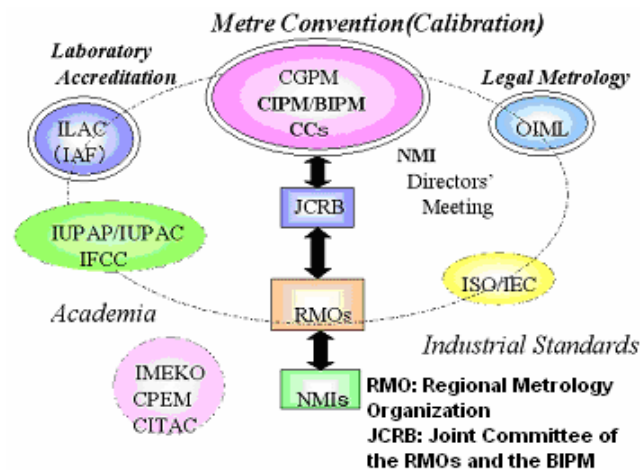 Metre Convention(Calibration)
Laboratory
Accreditation
CGPM
CIPM/BIPM
CCs
Legal Metrology
ILAC
(IAF)
OIML
NMI
Directors'
Meeting
JCRB
IUPAP/IUPAC
IFCC
ISO/IEC
RMOs
Academia
Industrial Standards
IMEKO
CPEM
CITAC
NMIs
RMO: Regional Metrology
Organization
JCRB: Joint Committee of
the RMOs and the BIPM